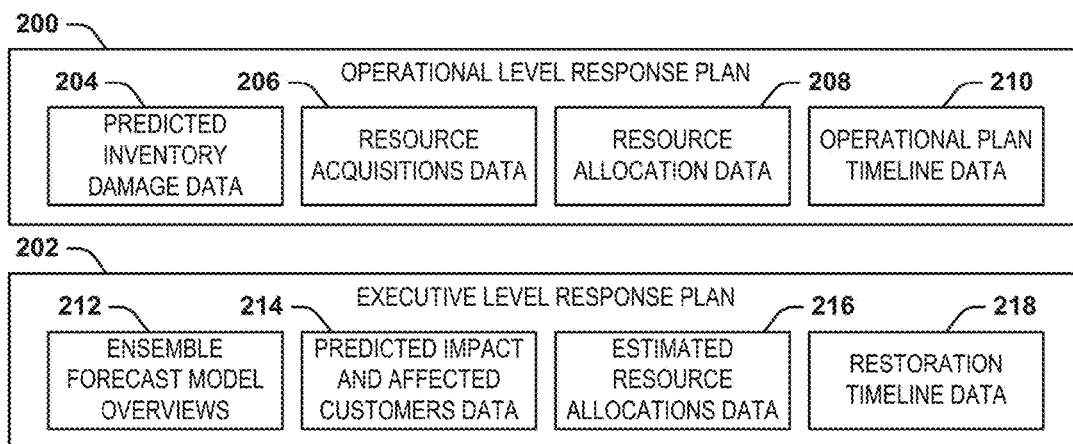 200
OPERATIONAL LEVEL RESPONSE PLAN
204
206
208
210
PREDICTED
INVENTORY
DAMAGE DATA
RESOURCE
ACQUISITIONS DATA
RESOURCE
ALLOCATION DATA
OPERATIONAL PLAN
TIMELINE DATA
202
EXECUTIVE LEVEL RESPONSE PLAN
212
214
216
218
ENSEMBLE
FORECAST MODEL
OVERVIEWS
PREDICTED IMPACT
AND AFFECTED
CUSTOMERS DATA
ESTIMATED
RESOURCE
ALLOCATIONS DATA
RESTORATION
TIMELINE DATA